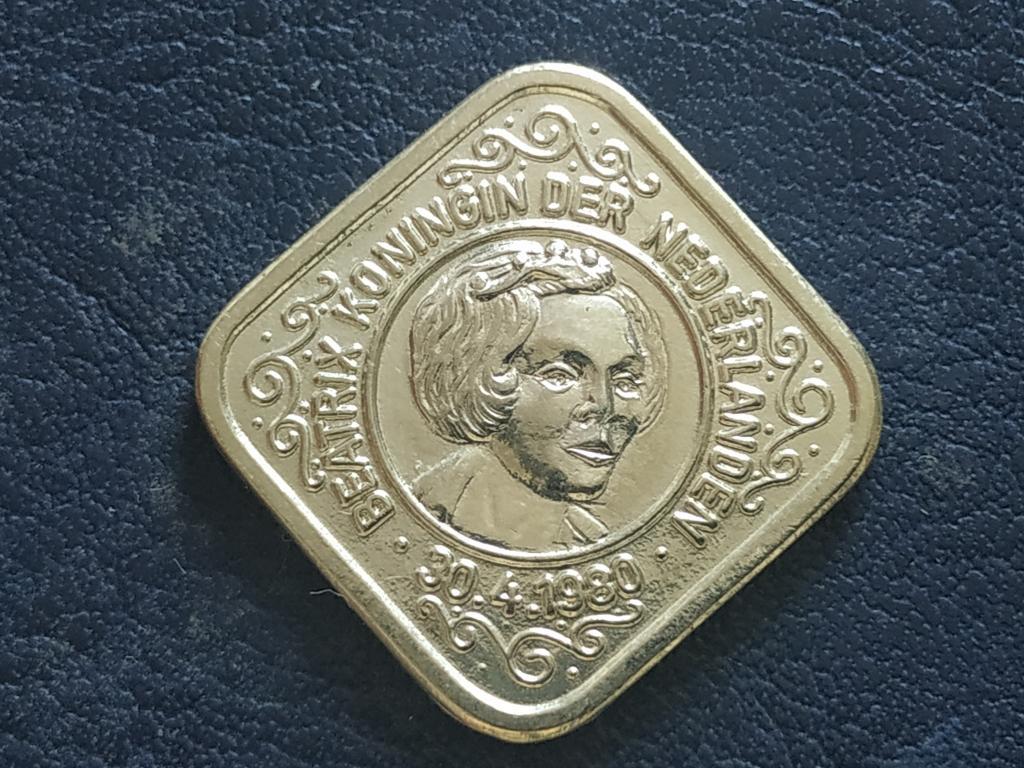 BEATRIX KONINGIN DER NEDERLANDEN
· 30.4.1980 ·